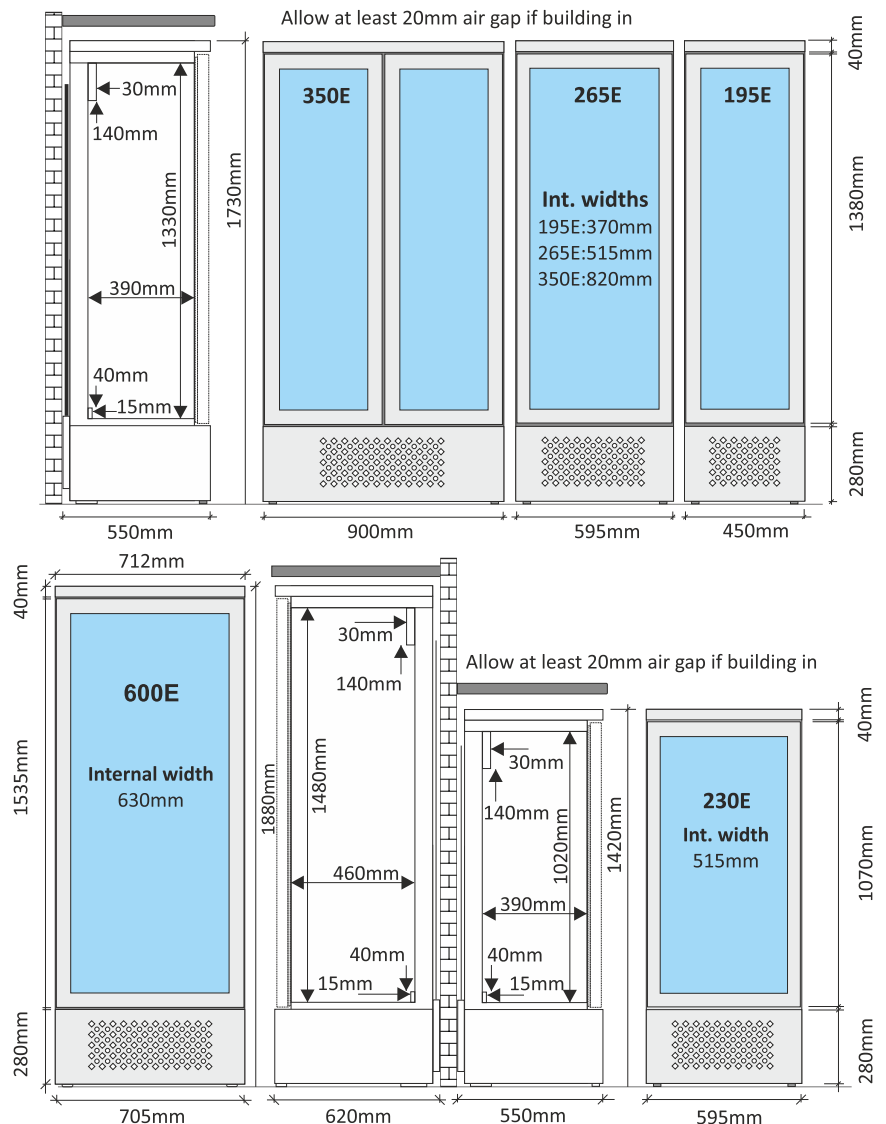 Allow at least 20mm air gap if building in
30mm
140mm
1330mm
390mm
40mm
15mm
1730mm
550mm
350E
900mm
265E
Int. widths
195E:370mm
265E:515mm
350E:820mm
595mm
195E
450mm
40mm
1380mm
280mm
712mm
40mm
1535mm
280mm
600E
Internal width
630mm
705mm
1880mm
30mm
140mm
1480mm
460mm
40mm
15mm
620mm
Allow at least 20mm air gap if building in
30mm
140mm
1020mm
390mm
40mm
15mm
550mm
1420mm
230E
Int. width
515mm
595mm
40mm
1070mm
280mm